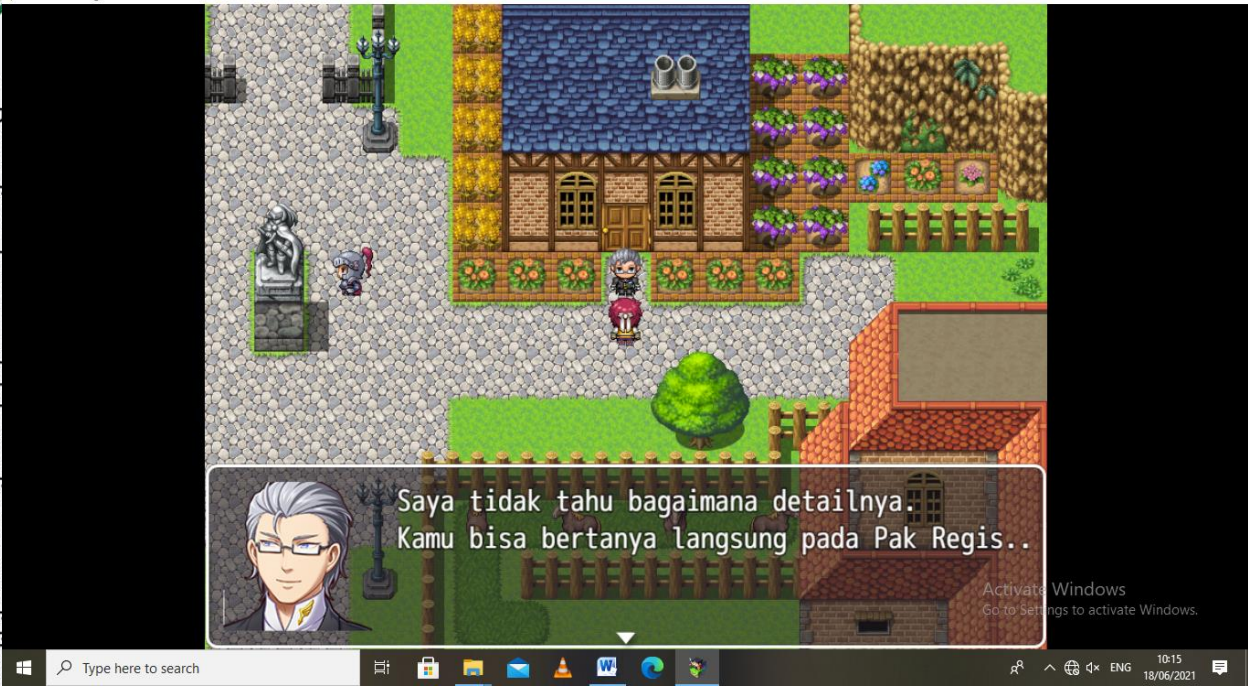 Saya tidak tahu bagaimana detailnya.
Kamu bisa bertanya langsung pada Pak Regis..
Activate Windows
Go to Settings to activate Windows.
Type here to search
ENG
10:15
18/06/2021